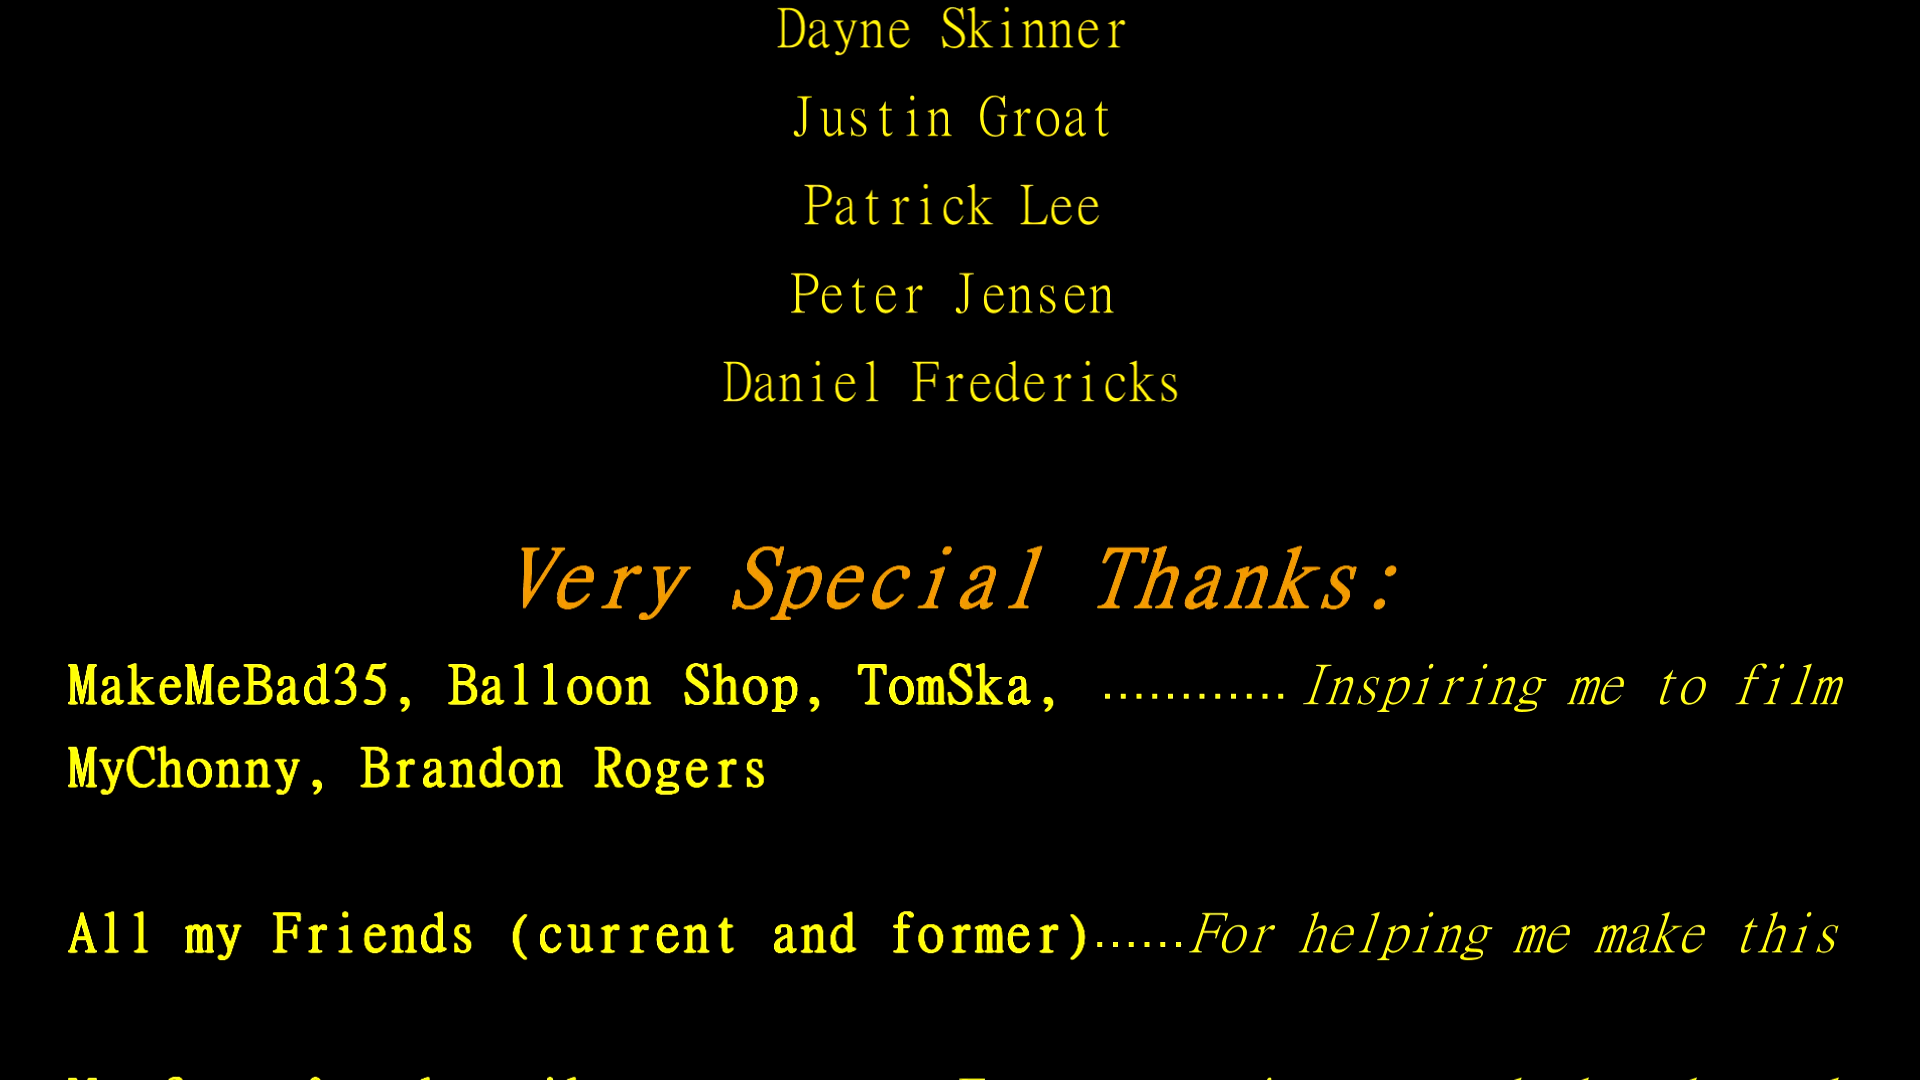 Dayne Skinner
Justin Groat
Patrick Lee
Peter Jensen
Daniel Fredericks
Very Special Thanks:
MakeMeBad35, Balloon Shop, TomSka, ............ Inspiring me to film
MyChonny, Brandon Rogers
All my Friends (current and former)......For helping me make this